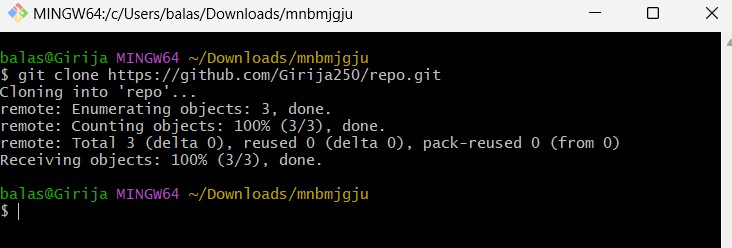 MINGW64:/c/Users/balas/Downloads/mnbmjgju
balas@Girija MINGW64 ~/Downloads/mnbmjgju
$ git clone https://github.com/Girija250/repo.git
Cloning into 'repo'...
remote: Enumerating objects: 3, done.
remote: Counting objects: 100% (3/3), done.
remote: Total 3 (delta 0), reused 0 (delta 0), pack-reused 0 (from 0)
Receiving objects: 100% (3/3), done.
balas@Girija MINGW64 ~/Downloads/mnbmjgju
$